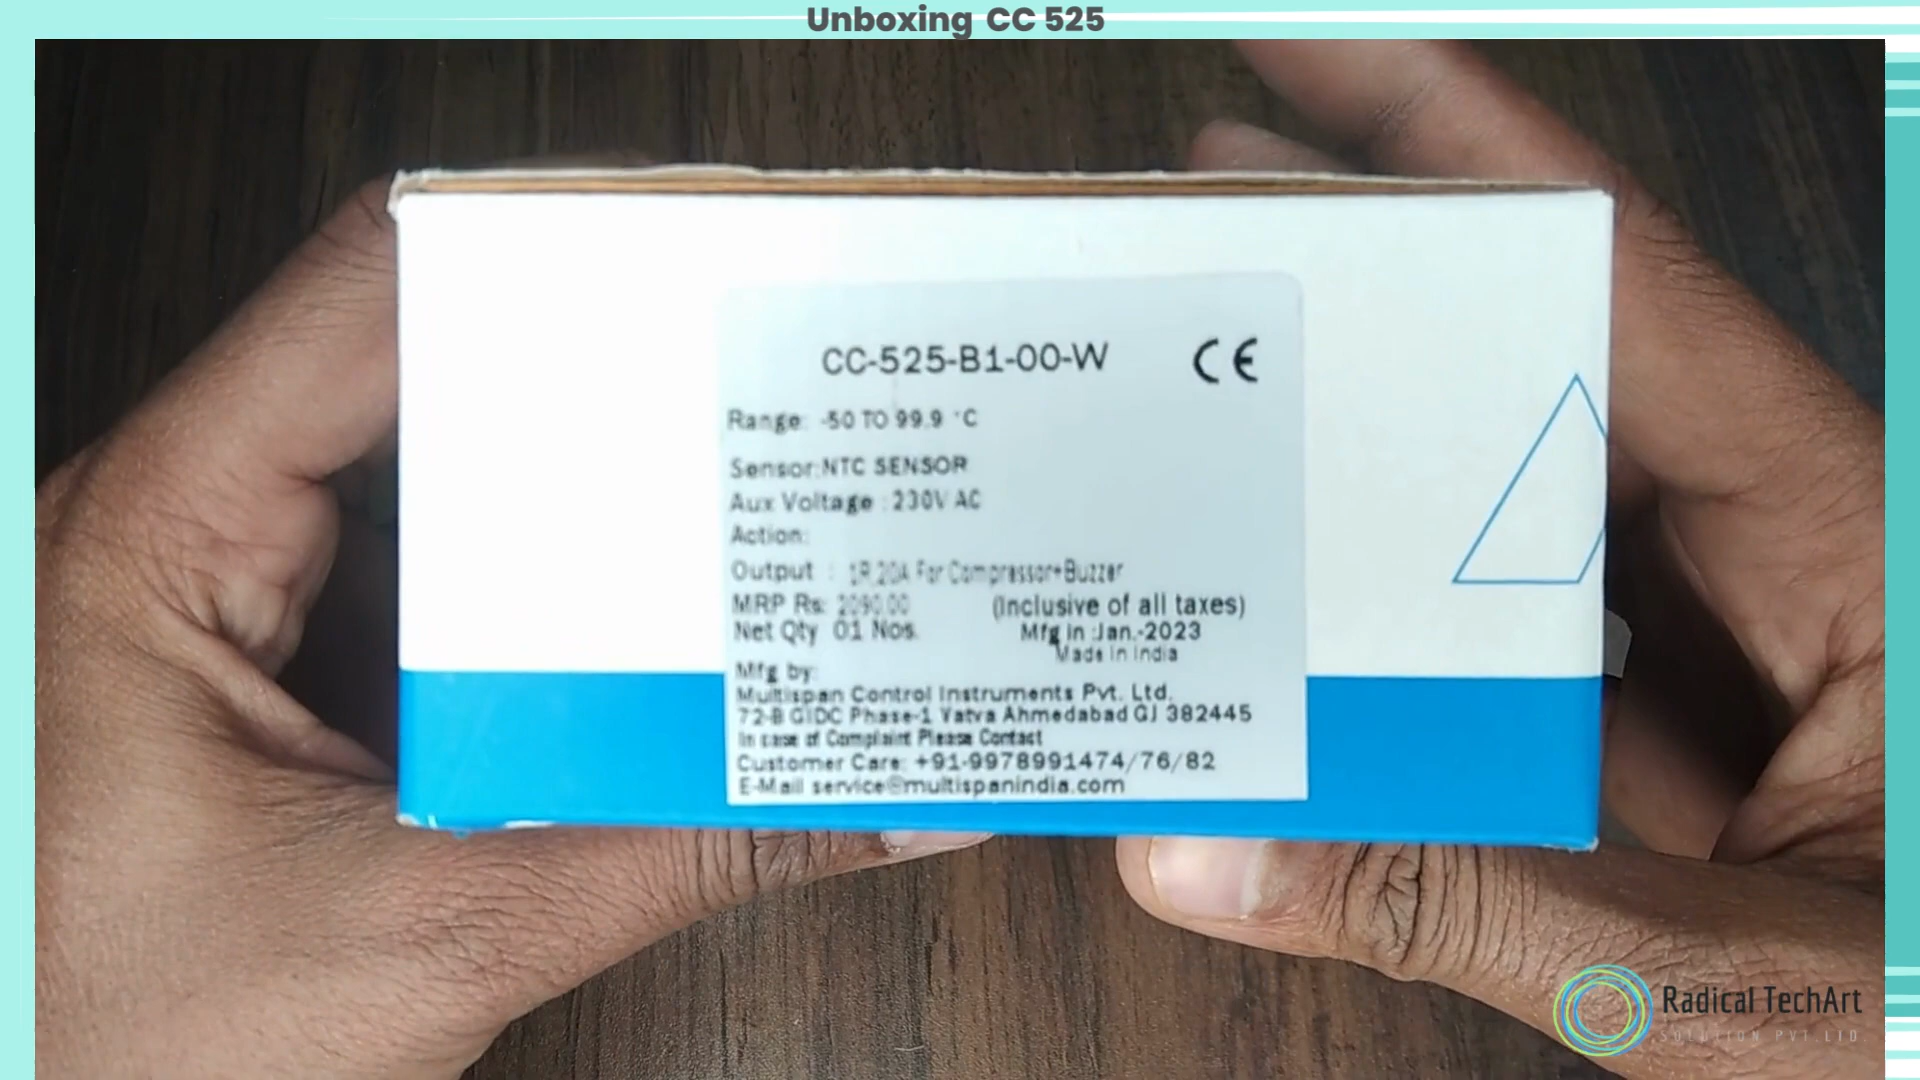 Unboxing CC 525
CC-525-B1-00-W CE
Range: -50 TO 99.9 °C
Sensor:NTC SENSOR
Aux Voltage : 230V AC
Action:
Output : 1R,20A For Compressor+Buzzer
MRP Rs: 2090.00 (Inclusive of all taxes)
Net Qty 01 Nos. Mfg in :Jan.-2023
Made in India
Mfg by:
Multispan Control Instruments Pvt. Ltd.
72-B GIDC Phase-1 Vatva Ahmedabad GJ 382445
In case of Complaint Please Contact
Customer Care: +91-9978991474/76/82
E-Mail service@multispanindia.com
Radical TechArt
SOLUTION PVT.LTD.